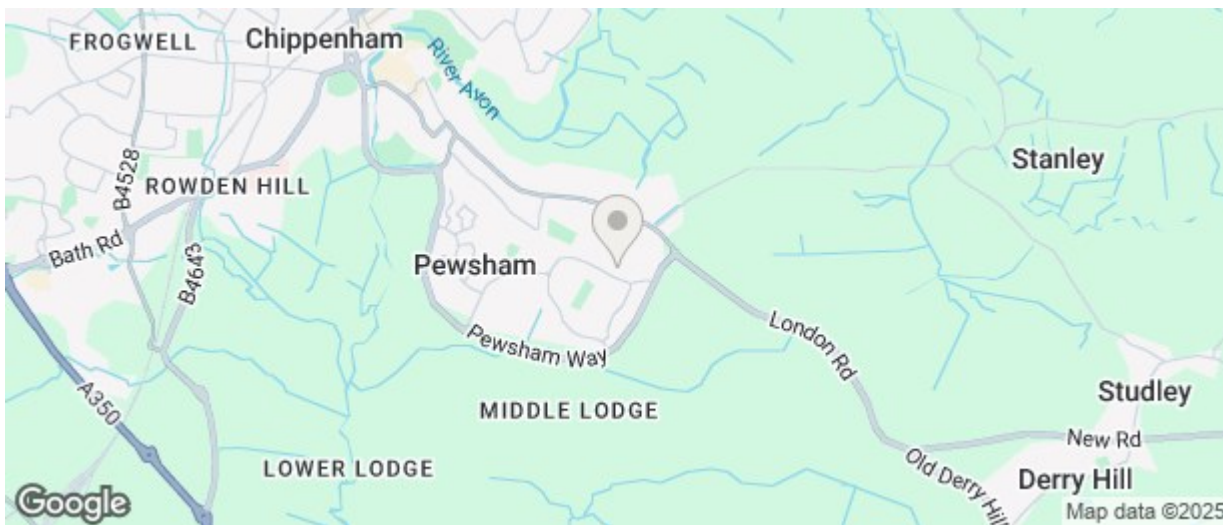 FROGWELL
Chippenham
River Avon
Stanley
B4528
ROWDEN HILL
Bath Rd
B4643
Pewsham
London Rd
Pewsham Way
A350
MIDDLE LODGE
Studley
New Rd
LOWER LODGE
Old Derry Hill
Derry Hill
Google
Map data ©2025